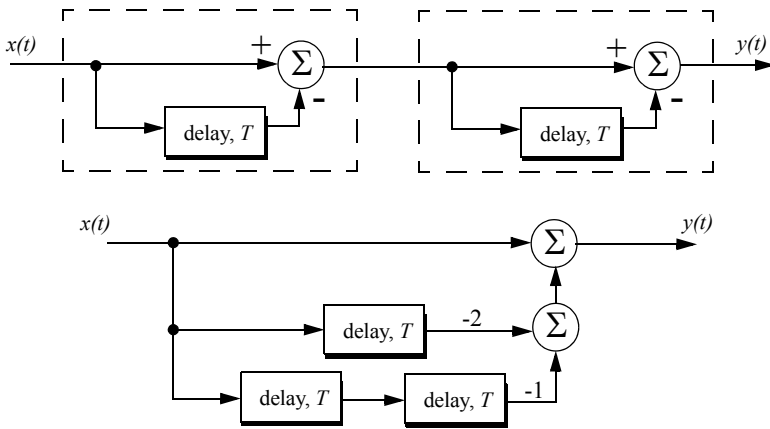 x(t) + Σ + Σ y(t)
- -
delay, T delay, T
x(t) Σ y(t)
delay, T -2 Σ
delay, T delay, T -1